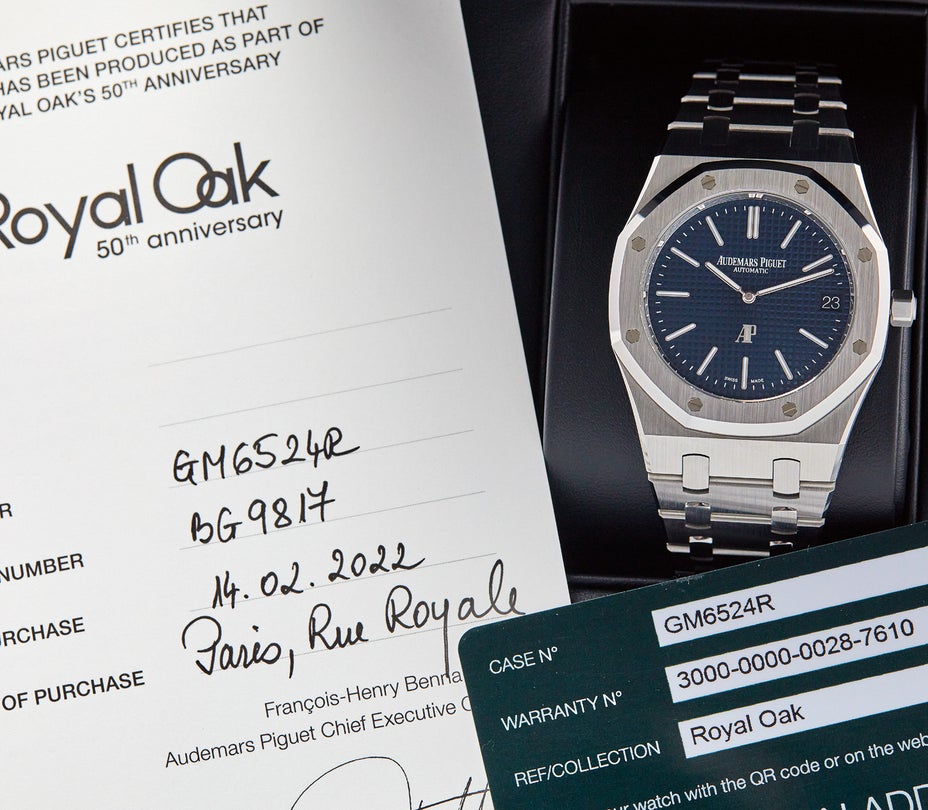 ARS PIGUET CERTIFIES THAT
HAS BEEN PRODUCED AS PART OF
YAL OAK'S 50TH ANNIVERSARY
Royal Oak
50th anniversary
GM6524R
R
BG9817
NUMBER
14.02.2022
RCHASE
Paris, Rue Royale
OF PURCHASE
François-Henry Benna
Audemars Piguet Chief Executive O
AUDEMARS PIGUET
AUTOMATIC
23
AP
SWISS MADE
CASE N°
GM6524R
WARRANTY N°
3000-0000-0028-7610
REF/COLLECTION
Royal Oak
ur watch with the QR code or on the web